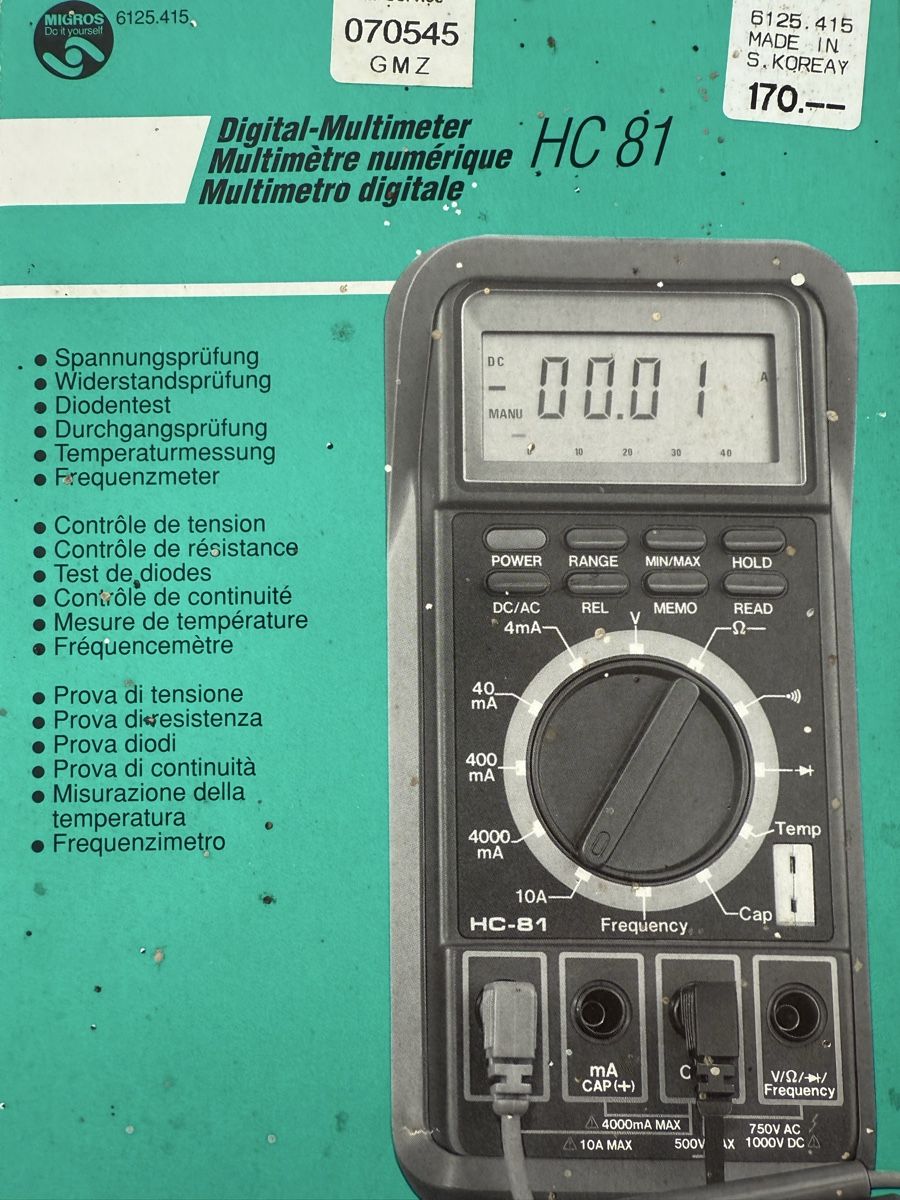 MIGROS
Do it yourself
6125.415
070545
GMZ
6125.415
MADE IN
S.KOREAY
170.--
Digital-Multimeter
Multimètre numérique
Multimetro digitale
HC 81
• Spannungsprüfung
• Widerstandsprüfung
• Diodentest
• Durchgangsprüfung
• Temperaturmessung
• Frequenzmeter
• Contrôle de tension
• Contrôle de résistance
• Test de diodes
• Contrôle de continuité
• Mesure de température
• Fréquencemètre
• Prova di tensione
• Prova di resistenza
• Prova diodi
• Prova di continuità
• Misurazione della
temperatura
• Frequenzimetro
DC
MANU
00.01
A
0 10 20 30 40
POWER RANGE MIN/MAX HOLD
DC/AC REL MEMO READ
4mA V Ω
40
mA
400
mA
4000
mA
10A
Temp
Cap
Frequency
HC-81
mA
CAP(+)
C
V/Ω/
/
Frequency
⚠ 4000mA MAX
⚠ 10A MAX
500V
750V AC
1000V DC ⚠